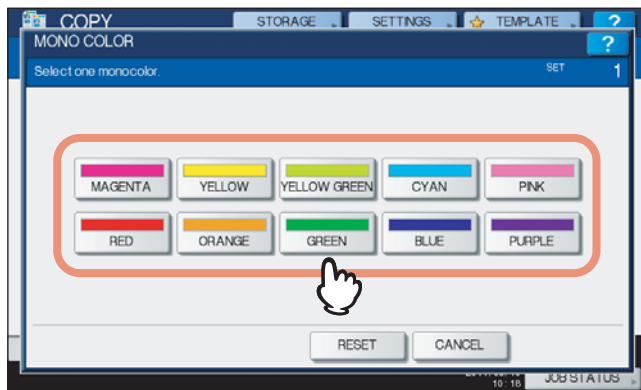 COPY STORAGE SETTINGS TEMPLATE ?
MONO COLOR ?
Select one monocolor. SET 1
MAGENTA YELLOW YELLOW GREEN CYAN PINK
RED ORANGE GREEN BLUE PURPLE
RESET CANCEL
10:18 JOB STATUS